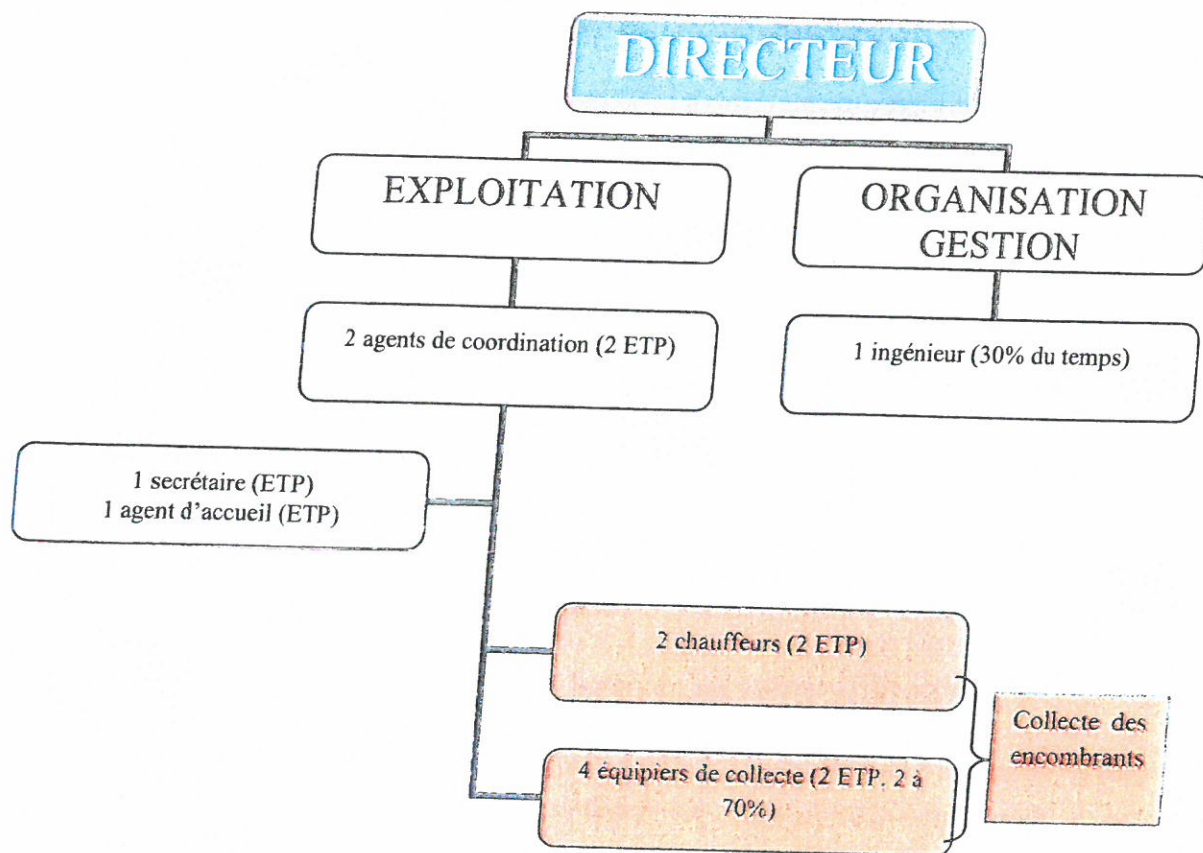 DIRECTEUR
EXPLOITATION
ORGANISATION
GESTION
2 agents de coordination (2 ETP)
1 ingénieur (30% du temps)
1 secrétaire (ETP)
1 agent d'accueil (ETP)
2 chauffeurs (2 ETP)
4 équipiers de collecte (2 ETP. 2 à
70%)
Collecte des
encombrants